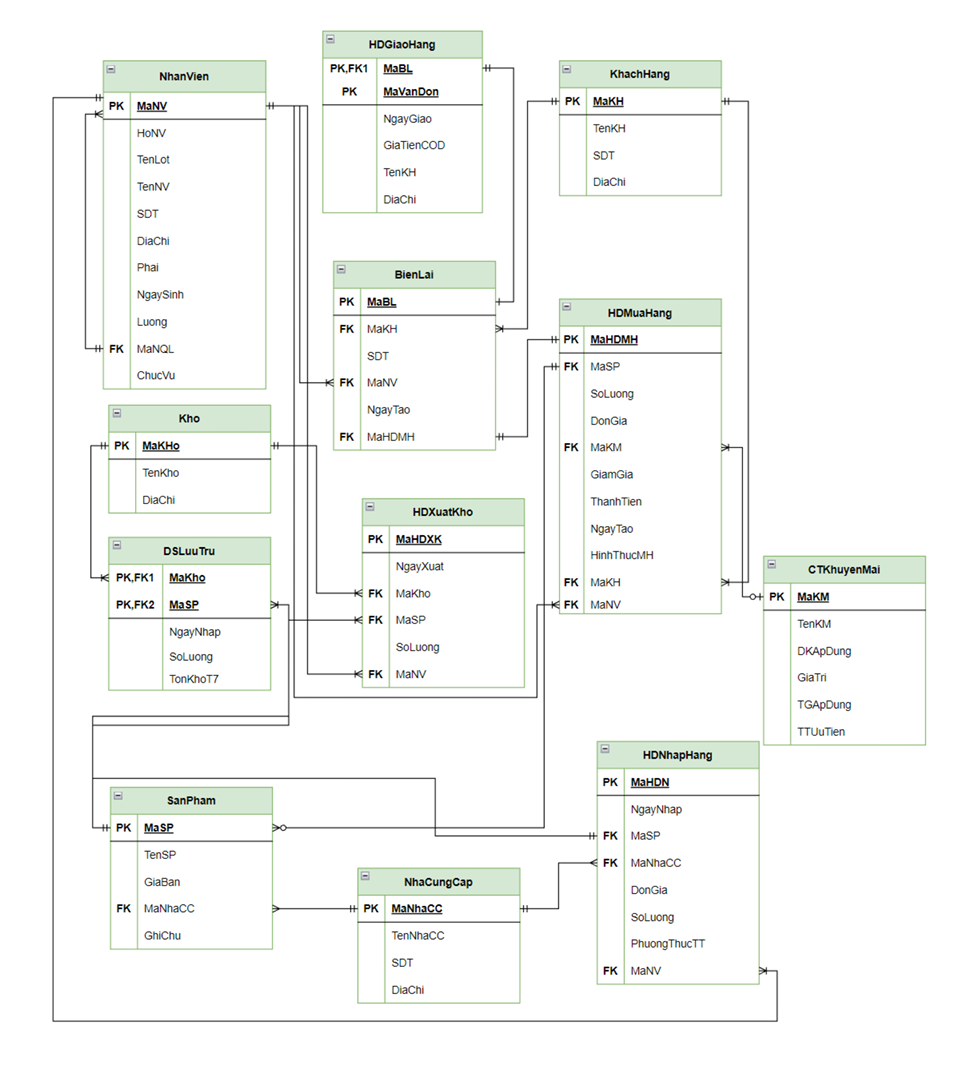 HDGiaoHang
PK,FK1 MaBL
PK MaVanDon
NgayGiao
GiaTienCOD
TenKH
DiaChi
NhanVien
PK MaNV
HoNV
TenLot
TenNV
SDT
DiaChi
Phai
NgaySinh
Luong
FK MaNQL
ChucVu
KhachHang
PK MaKH
TenKH
SDT
DiaChi
BienLai
PK MaBL
FK MaKH
SDT
FK MaNV
NgayTao
FK MaHDMH
HDMuaHang
PK MaHDMH
FK MaSP
SoLuong
DonGia
FK MaKM
GiamGia
ThanhTien
NgayTao
HinhThucMH
FK MaKH
FK MaNV
Kho
PK MaKHo
TenKho
DiaChi
HDXuatKho
PK MaHDXK
NgayXuat
FK MaKho
FK MaSP
SoLuong
FK MaNV
DSLuuTru
PK,FK1 MaKho
PK,FK2 MaSP
NgayNhap
SoLuong
TonKhoT7
CTKhuyenMai
PK MaKM
TenKM
DKApDung
GiaTri
TGApDung
TTUuTien
HDNhapHang
PK MaHDN
NgayNhap
FK MaSP
FK MaNhaCC
DonGia
SoLuong
PhuongThucTT
FK MaNV
SanPham
PK MaSP
TenSP
GiaBan
FK MaNhaCC
GhiChu
NhaCungCap
PK MaNhaCC
TenNhaCC
SDT
DiaChi